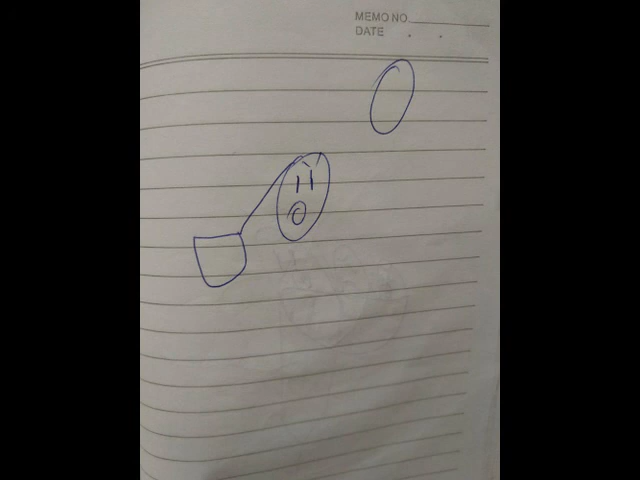 MEMO NO.
DATE . .